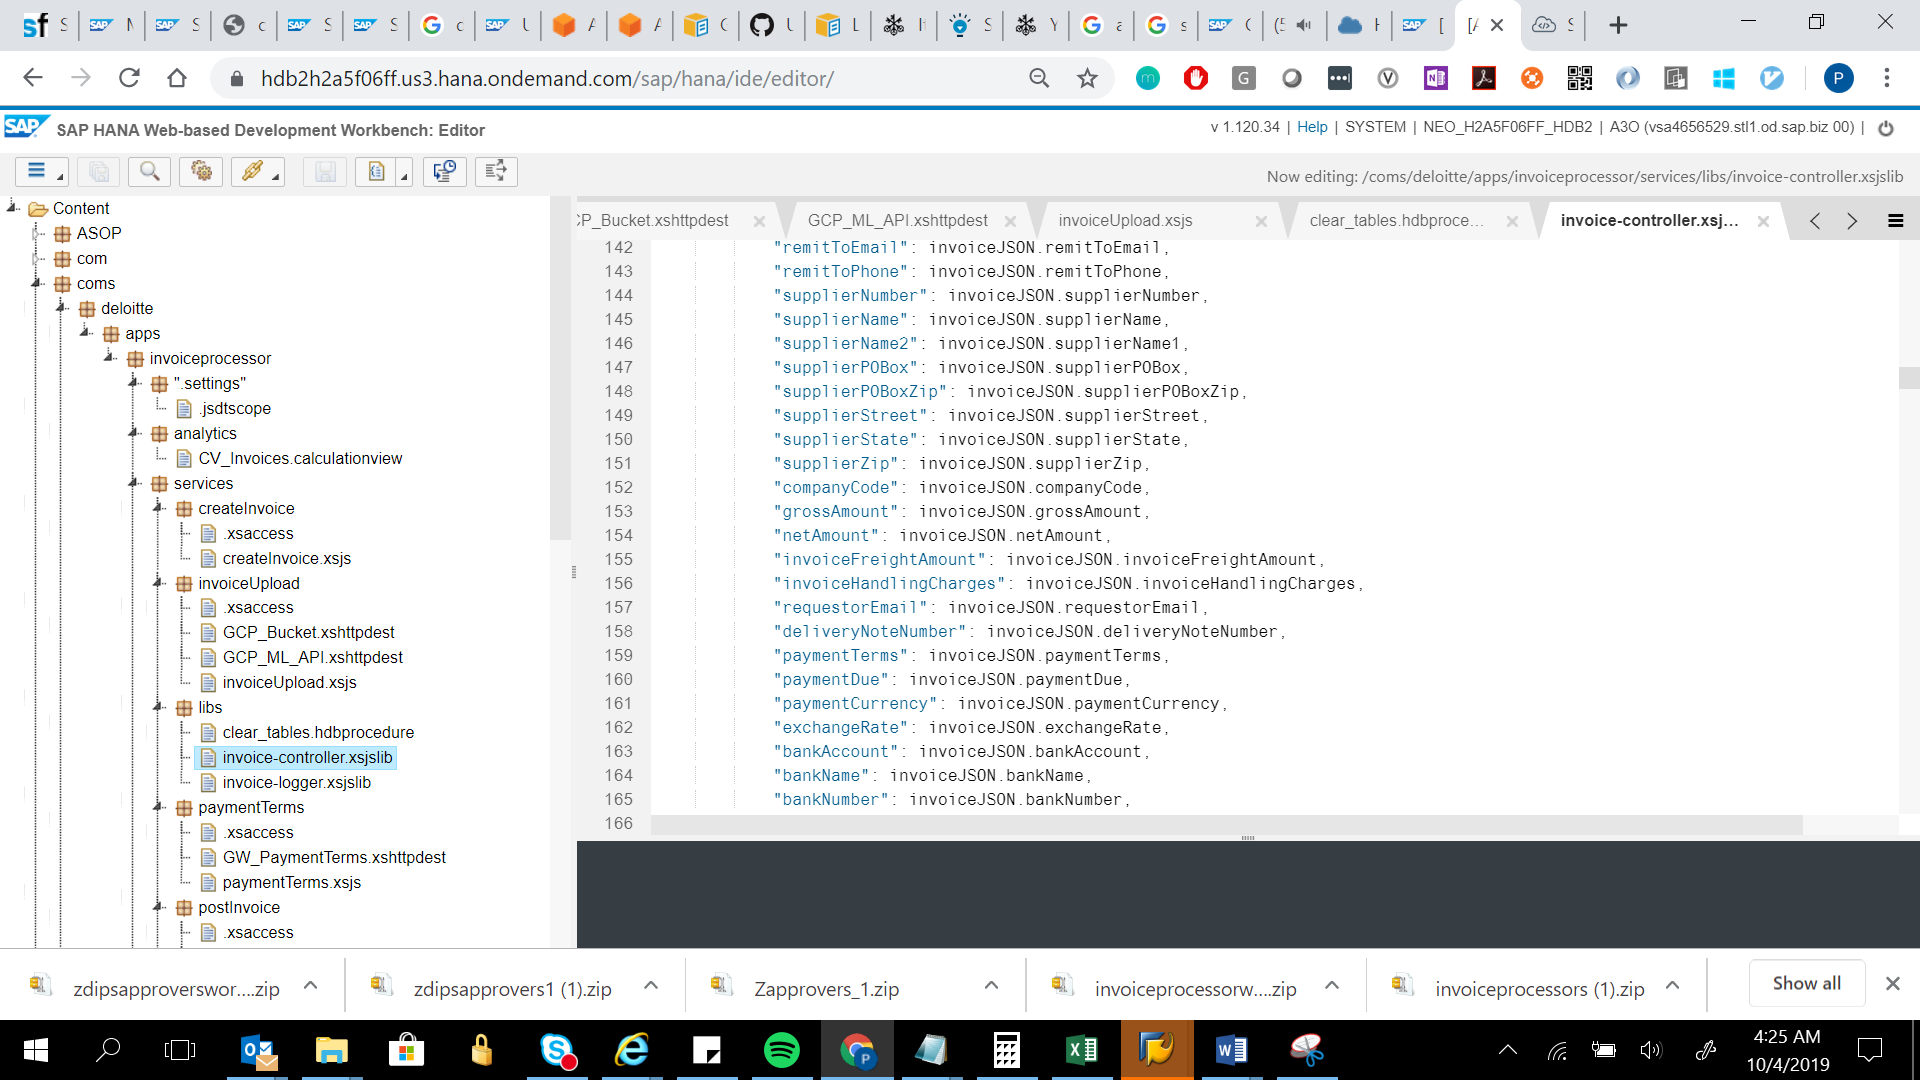 hdb2h2a5f06ff.us3.hana.ondemand.com/sap/hana/ide/editor/
SAP SAP HANA Web-based Development Workbench: Editor
v 1.120.34 | Help | SYSTEM | NEO_H2A5F06FF_HDB2 | A3O (vsa4656529.stl1.od.sap.biz 00) |
Now editing: /coms/deloitte/apps/invoiceprocessor/services/libs/invoice-controller.xsjslib
Content
ASOP
com
coms
deloitte
apps
invoiceprocessor
".settings"
.jsdtscope
analytics
CV_Invoices.calculationview
services
createInvoice
.xsaccess
createInvoice.xsjs
invoiceUpload
.xsaccess
GCP_Bucket.xshttpdest
GCP_ML_API.xshttpdest
invoiceUpload.xsjs
libs
clear_tables.hdbprocedure
invoice-controller.xsjslib
invoice-logger.xsjslib
paymentTerms
.xsaccess
GW_PaymentTerms.xshttpdest
paymentTerms.xsjs
postInvoice
.xsaccess
CP_Bucket.xshttpdest
GCP_ML_API.xshttpdest
invoiceUpload.xsjs
clear_tables.hdbproce...
invoice-controller.xsj...
142 "remitToEmail": invoiceJSON.remitToEmail,
143 "remitToPhone": invoiceJSON.remitToPhone,
144 "supplierNumber": invoiceJSON.supplierNumber,
145 "supplierName": invoiceJSON.supplierName,
146 "supplierName2": invoiceJSON.supplierName1,
147 "supplierPOBox": invoiceJSON.supplierPOBox,
148 "supplierPOBoxZip": invoiceJSON.supplierPOBoxZip,
149 "supplierStreet": invoiceJSON.supplierStreet,
150 "supplierState": invoiceJSON.supplierState,
151 "supplierZip": invoiceJSON.supplierZip,
152 "companyCode": invoiceJSON.companyCode,
153 "grossAmount": invoiceJSON.grossAmount,
154 "netAmount": invoiceJSON.netAmount,
155 "invoiceFreightAmount": invoiceJSON.invoiceFreightAmount,
156 "invoiceHandlingCharges": invoiceJSON.invoiceHandlingCharges,
157 "requestorEmail": invoiceJSON.requestorEmail,
158 "deliveryNoteNumber": invoiceJSON.deliveryNoteNumber,
159 "paymentTerms": invoiceJSON.paymentTerms,
160 "paymentDue": invoiceJSON.paymentDue,
161 "paymentCurrency": invoiceJSON.paymentCurrency,
162 "exchangeRate": invoiceJSON.exchangeRate,
163 "bankAccount": invoiceJSON.bankAccount,
164 "bankName": invoiceJSON.bankName,
165 "bankNumber": invoiceJSON.bankNumber,
166
zdipsapproverswor....zip
zdipsapprovers1 (1).zip
Zapprovers_1.zip
invoiceprocessorw....zip
invoiceprocessors (1).zip
Show all
4:25 AM
10/4/2019